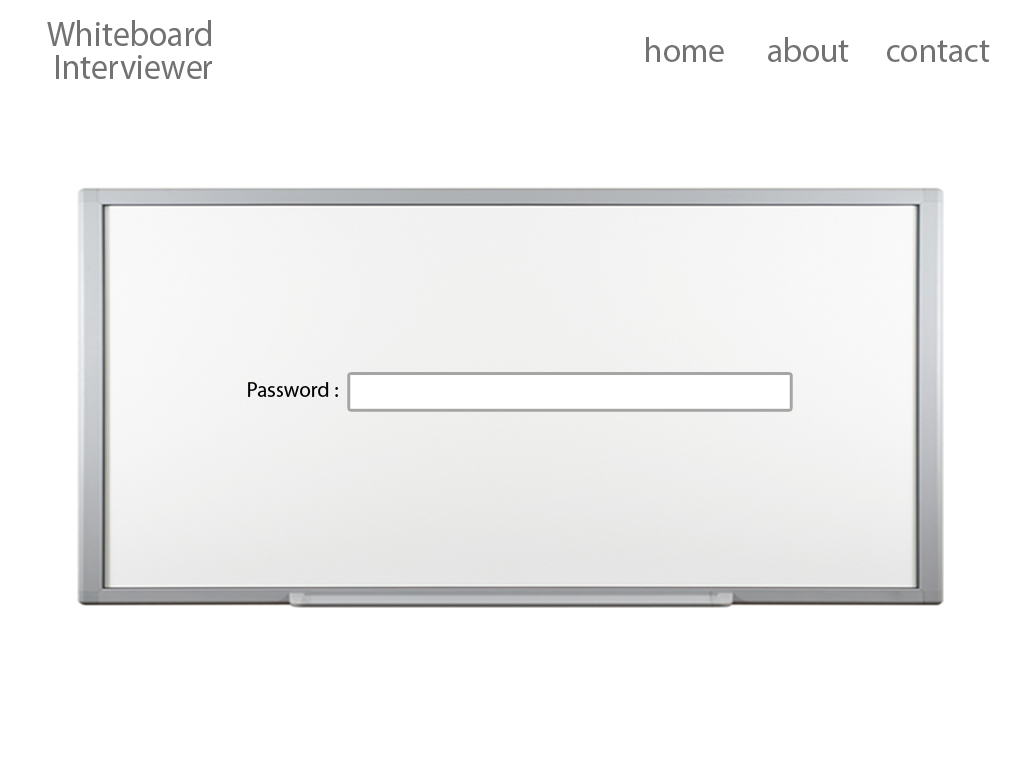 Whiteboard
Interviewer
home about contact
Password :